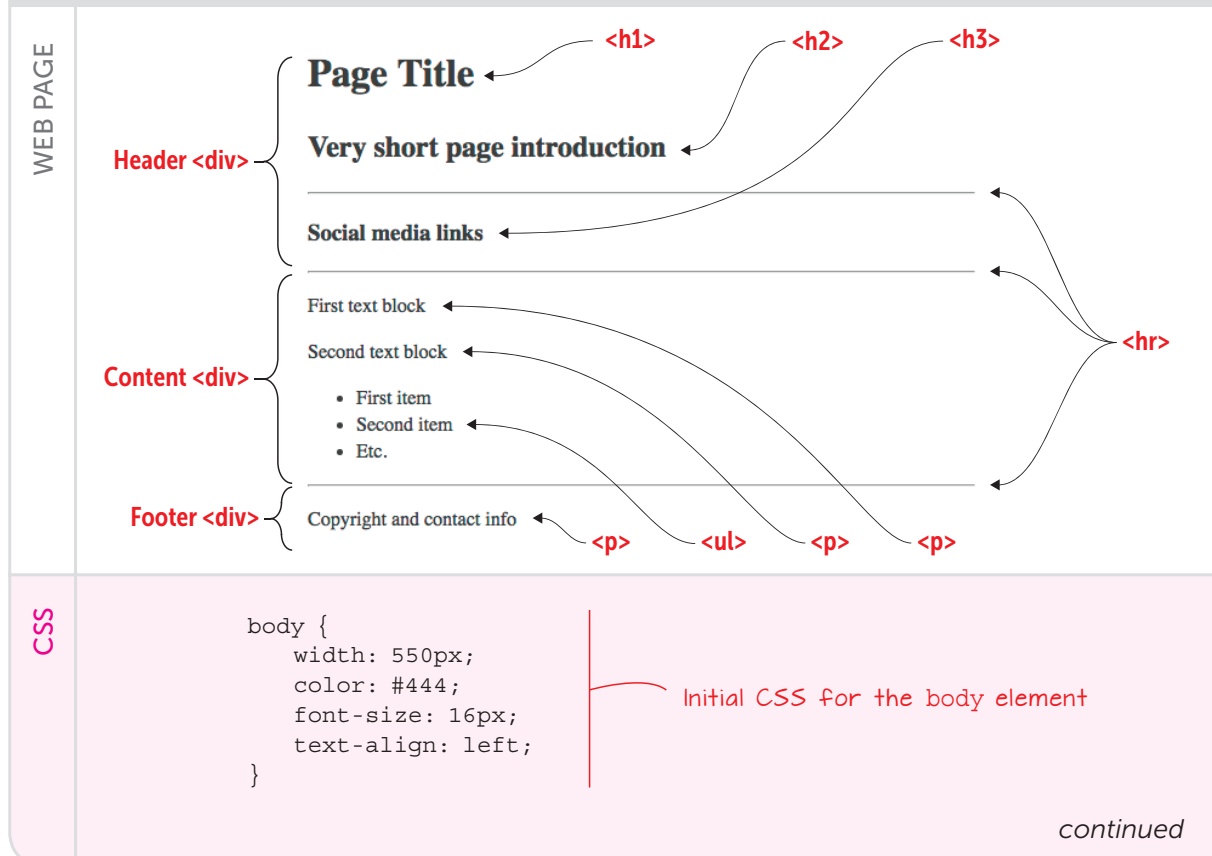 WEB PAGE
<h1>
<h2>
<h3>
Page Title
Header <div>
Very short page introduction
Social media links
First text block
Second text block
<hr>
Content <div>
• First item
• Second item
• Etc.
Footer <div>
Copyright and contact info
<p>
<ul>
<p>
<p>
CSS
body {
width: 550px;
color: #444;
font-size: 16px;
text-align: left;
}
Initial CSS for the body element
continued